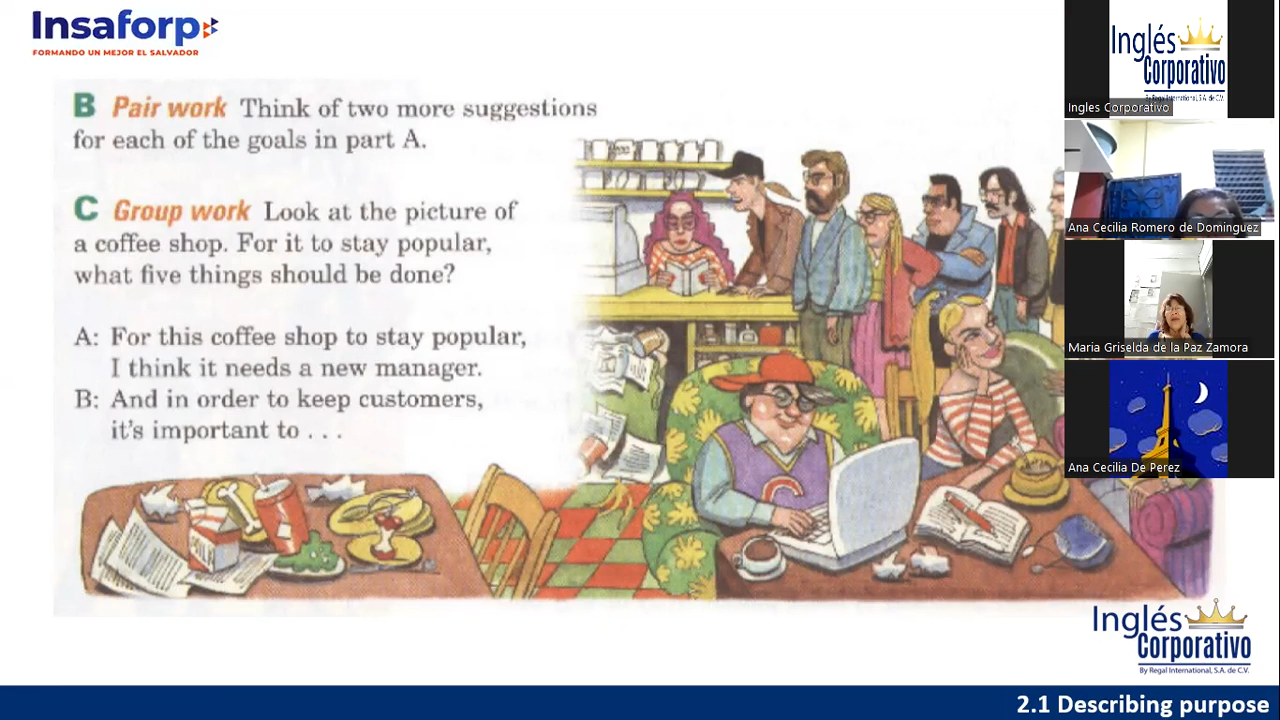 Insaforp
FORMANDO UN MEJOR EL SALVADOR
B Pair work Think of two more suggestions
for each of the goals in part A.
C Group work Look at the picture of
a coffee shop. For it to stay popular,
what five things should be done?
A: For this coffee shop to stay popular,
I think it needs a new manager.
B: And in order to keep customers,
it's important to . . .
C
Inglés
Corporativo
By Regal International, S.A. de C.V.
Ingles Corporativo
Ana Cecilia Romero de Dominguez
Maria Griselda de la Paz Zamora
Ana Cecilia De Perez
Inglés
Corporativo
By Regal International, S.A. de C.V.
2.1 Describing purpose